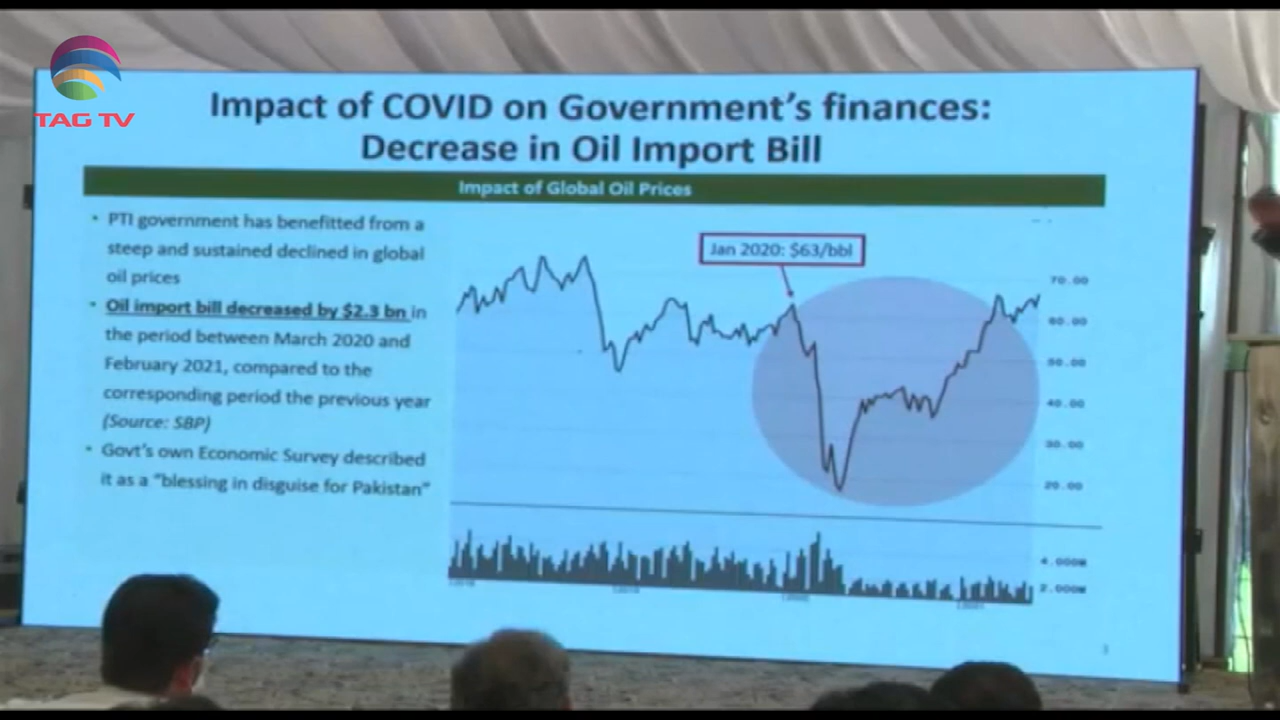 TAG TV
Impact of COVID on Government's finances:
Decrease in Oil Import Bill
Impact of Global Oil Prices
• PTI government has benefitted from a
steep and sustained declined in global
oil prices
• Oil import bill decreased by $2.3 bn in
the period between March 2020 and
February 2021, compared to the
corresponding period the previous year
(Source: SBP)
• Govt's own Economic Survey described
it as a "blessing in disguise for Pakistan"
Jan 2020: $63/bbl
70.00
60.00
50.00
40.00
30.00
20.00
4.000M
2.000M
3